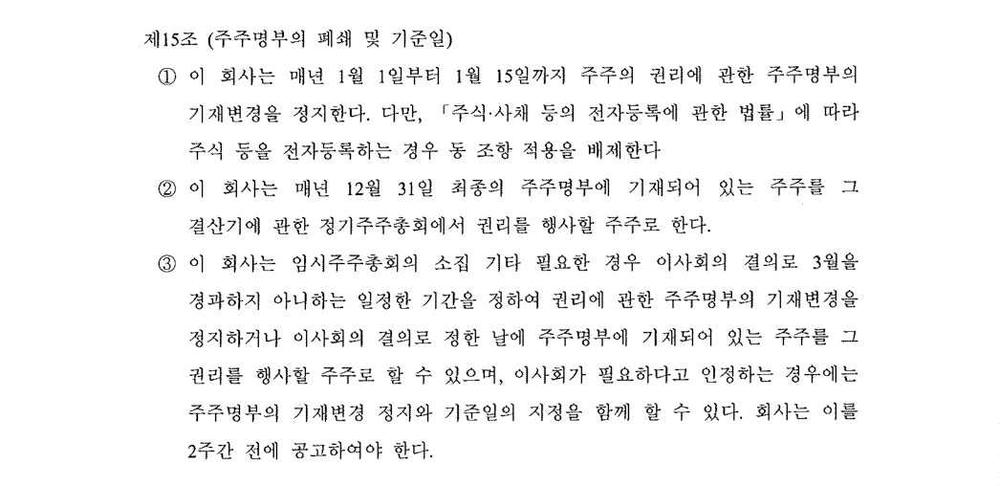 제15조 (주주명부의 폐쇄 및 기준일)
① 이 회사는 매년 1월 1일부터 1월 15일까지 주주의 권리에 관한 주주명부의
기재변경을 정지한다. 다만, 「주식·사채 등의 전자등록에 관한 법률」에 따라
주식 등을 전자등록하는 경우 동 조항 적용을 배제한다
② 이 회사는 매년 12월 31일 최종의 주주명부에 기재되어 있는 주주를 그
결산기에 관한 정기주주총회에서 권리를 행사할 주주로 한다.
③ 이 회사는 임시주주총회의 소집 기타 필요한 경우 이사회의 결의로 3월을
경과하지 아니하는 일정한 기간을 정하여 권리에 관한 주주명부의 기재변경을
정지하거나 이사회의 결의로 정한 날에 주주명부에 기재되어 있는 주주를 그
권리를 행사할 주주로 할 수 있으며, 이사회가 필요하다고 인정하는 경우에는
주주명부의 기재변경 정지와 기준일의 지정을 함께 할 수 있다. 회사는 이를
2주간 전에 공고하여야 한다.